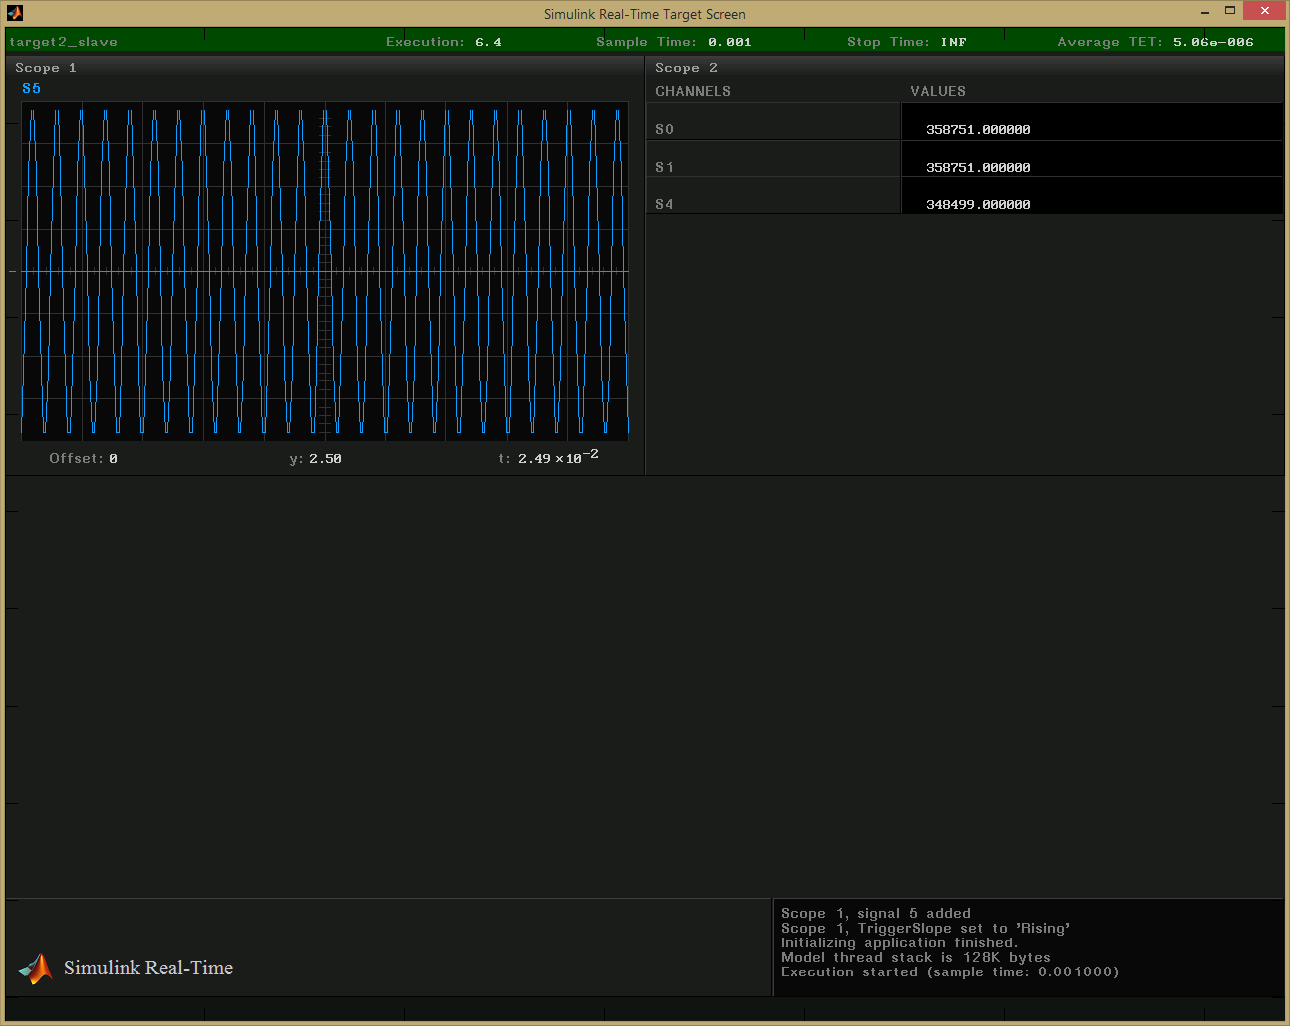 Simulink Real-Time Target Screen
target2_slave Execution: 6.4 Sample Time: 0.001 Stop Time: INF Average TET: 5.06e-006
Scope 1
S5
Offset: 0 y: 2.50 t: 2.49 ×10⁻²
Scope 2
CHANNELS VALUES
S0 358751.000000
S1 358751.000000
S4 348499.000000
Simulink Real-Time
Scope 1, signal 5 added
Scope 1, TriggerSlope set to 'Rising'
Initializing application finished.
Model thread stack is 128K bytes
Execution started (sample time: 0.001000)